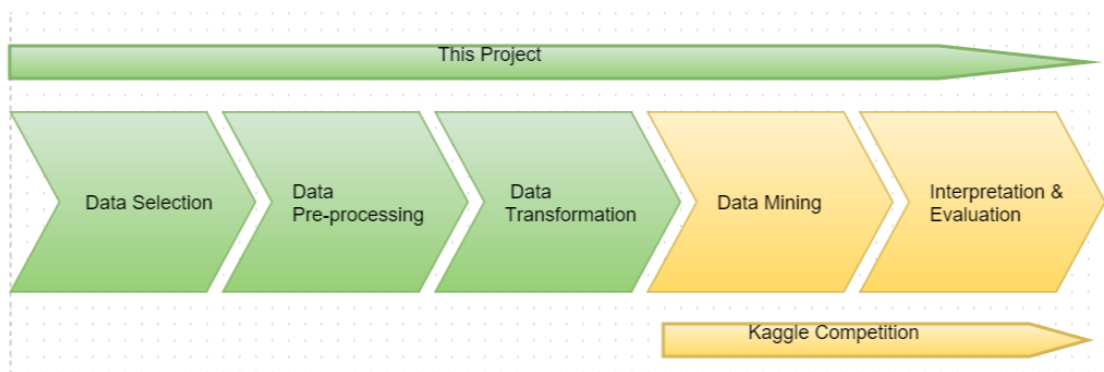 This Project
Data Selection
Data
Pre-processing
Data
Transformation
Data Mining
Interpretation &
Evaluation
Kaggle Competition